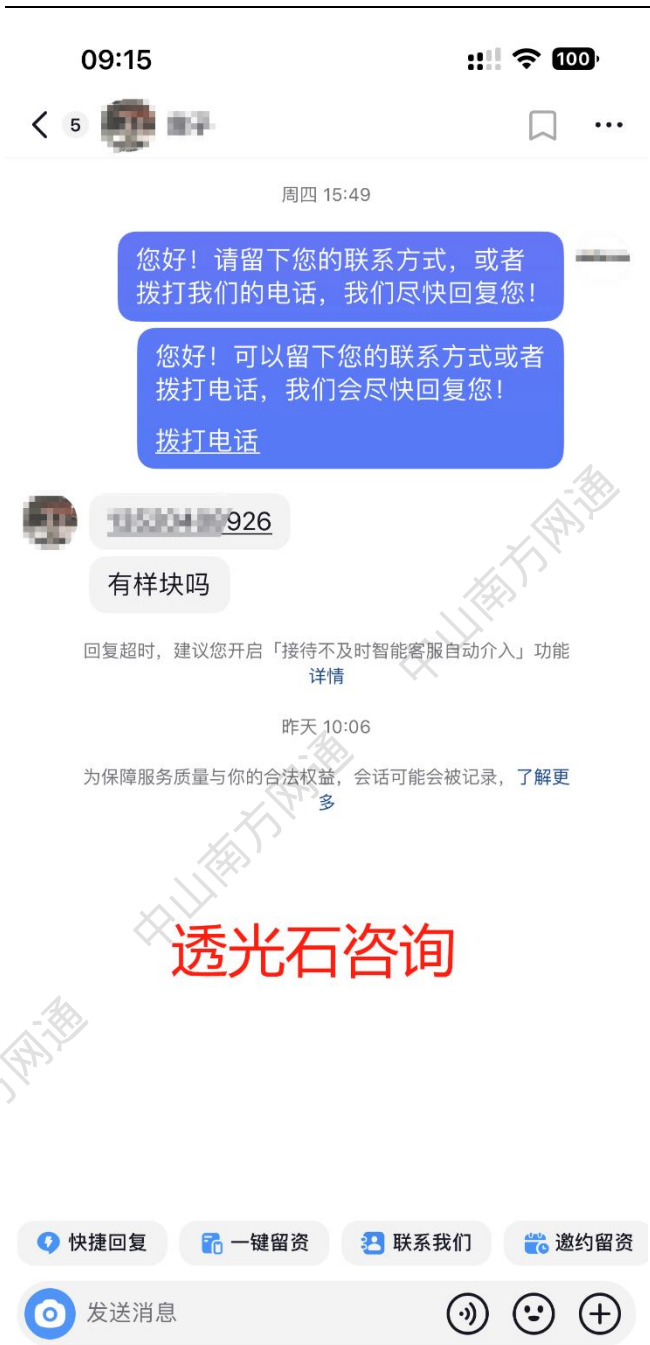 09:15
100
5
周四 15:49
您好！请留下您的联系方式，或者
拨打我们的电话，我们尽快回复您！
您好！可以留下您的联系方式或者
拨打电话，我们会尽快回复您！
拨打电话
926
有样块吗
回复超时，建议您开启「接待不及时智能客服自动介入」功能
详情
昨天 10:06
为保障服务质量与你的合法权益，会话可能会被记录，了解更
多
中山南方网通
中山南方网通
透光石咨询
方网通
快捷回复
一键留资
联系我们
邀约留资
发送消息